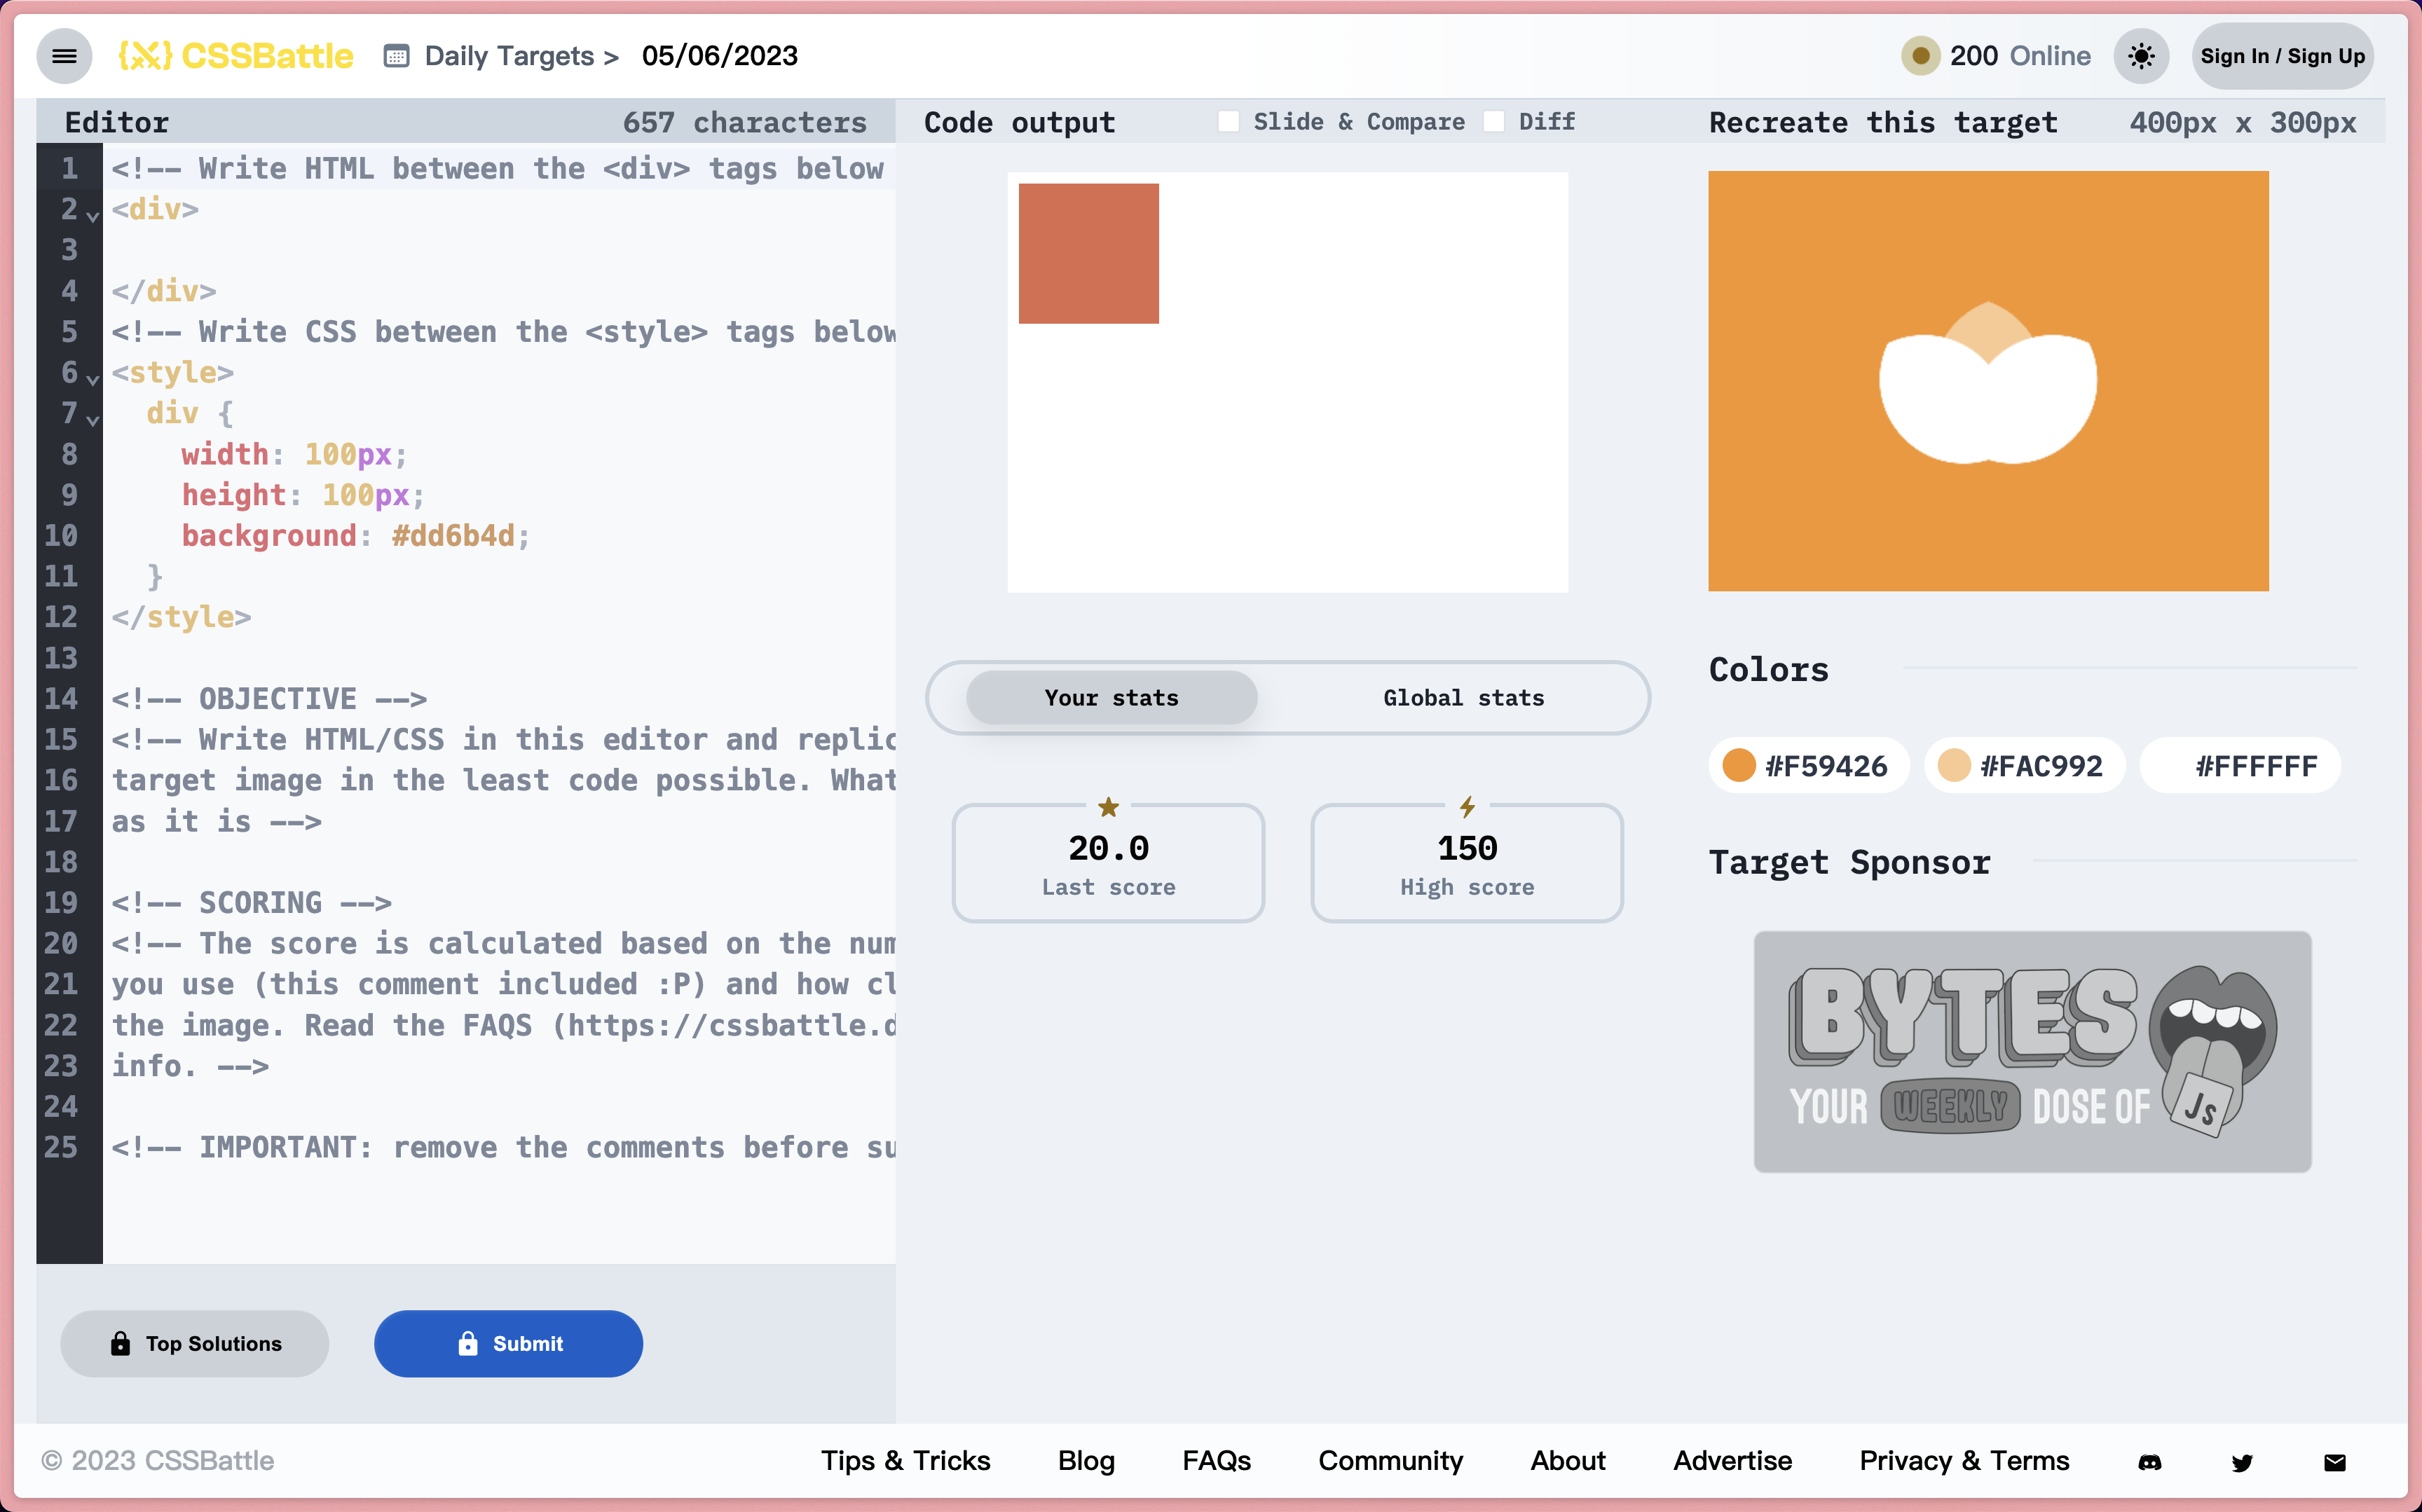 CSSBattle
Daily Targets >
05/06/2023
200 Online
Sign In / Sign Up
Editor
657 characters
1 <!-- Write HTML between the <div> tags below
2 <div>
3
4 </div>
5 <!-- Write CSS between the <style> tags below
6 <style>
7 div {
8 width: 100px;
9 height: 100px;
10 background: #dd6b4d;
11 }
12 </style>
13
14 <!-- OBJECTIVE -->
15 <!-- Write HTML/CSS in this editor and replic
16 target image in the least code possible. What
17 as it is -->
18
19 <!-- SCORING -->
20 <!-- The score is calculated based on the num
21 you use (this comment included :P) and how cl
22 the image. Read the FAQS (https://cssbattle.d
23 info. -->
24
25 <!-- IMPORTANT: remove the comments before su
Top Solutions
Submit
Code output
Slide & Compare
Diff
Your stats
Global stats
20.0
Last score
150
High score
Recreate this target
400px x 300px
Colors
#F59426
#FAC992
#FFFFFF
Target Sponsor
BYTES
YOUR WEEKLY DOSE OF
Js
© 2023 CSSBattle
Tips & Tricks
Blog
FAQs
Community
About
Advertise
Privacy & Terms